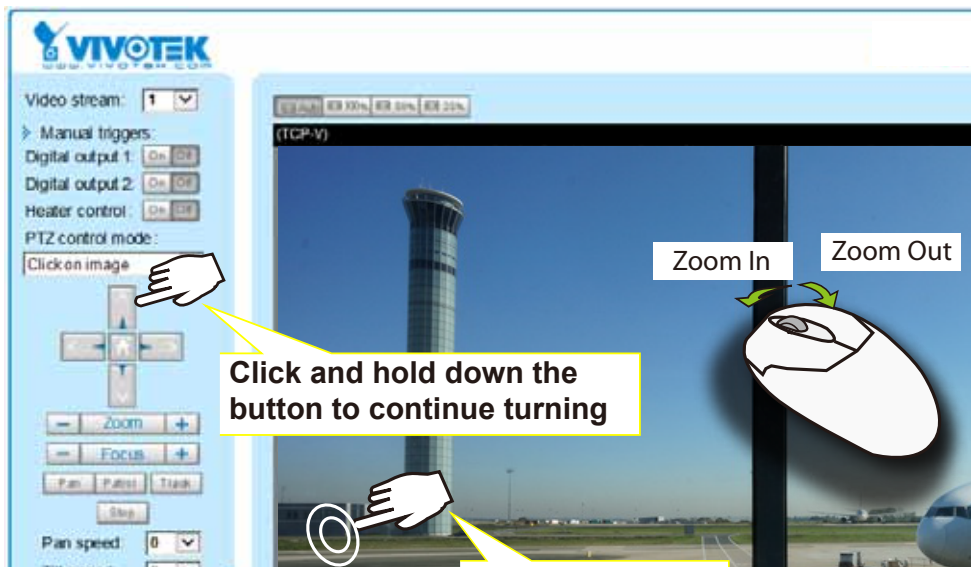 VIVOTEK
www.vivotek.com
Video stream: 1
Manual triggers:
Digital output 1: On Off
Digital output 2: On Off
Heater control: On Off
PTZ control mode:
Click on image
− Zoom +
− Focus +
Pan Patrol Track
Stop
Pan speed: 0
(TCP-V)
Zoom In
Zoom Out
Click and hold down the
button to continue turning